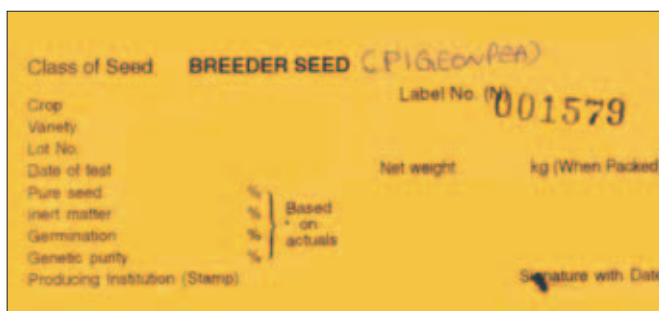 Class of Seed BREEDER SEED (PIGEONPEA)
Label No. (N) 001579
Crop
Variety
Lot No.
Date of test Net weight kg (When Packed)
Pure seed %
inert matter % Based
Germination % on
Genetic purity % actuals
Producing Institution (Stamp) Signature with Date